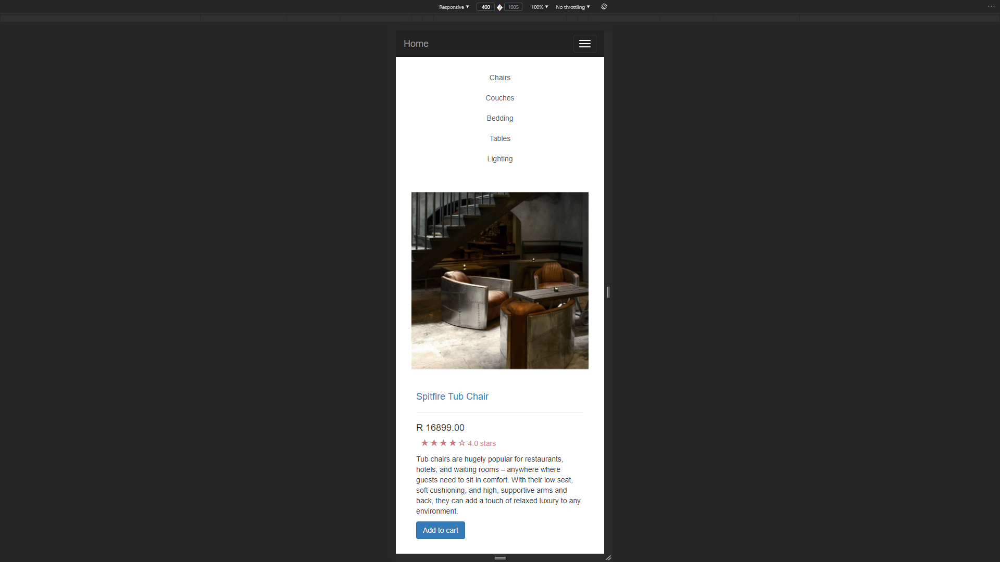 Responsive ▼ 400 ? 1005 100% ▼ No throttling ▼ ...
Home
Chairs
Couches
Bedding
Tables
Lighting
Spitfire Tub Chair
R 16899.00
★★★★☆ 4.0 stars
Tub chairs are hugely popular for restaurants,
hotels, and waiting rooms – anywhere where
guests need to sit in comfort. With their low seat,
soft cushioning, and high, supportive arms and
back, they can add a touch of relaxed luxury to any
environment.
Add to cart